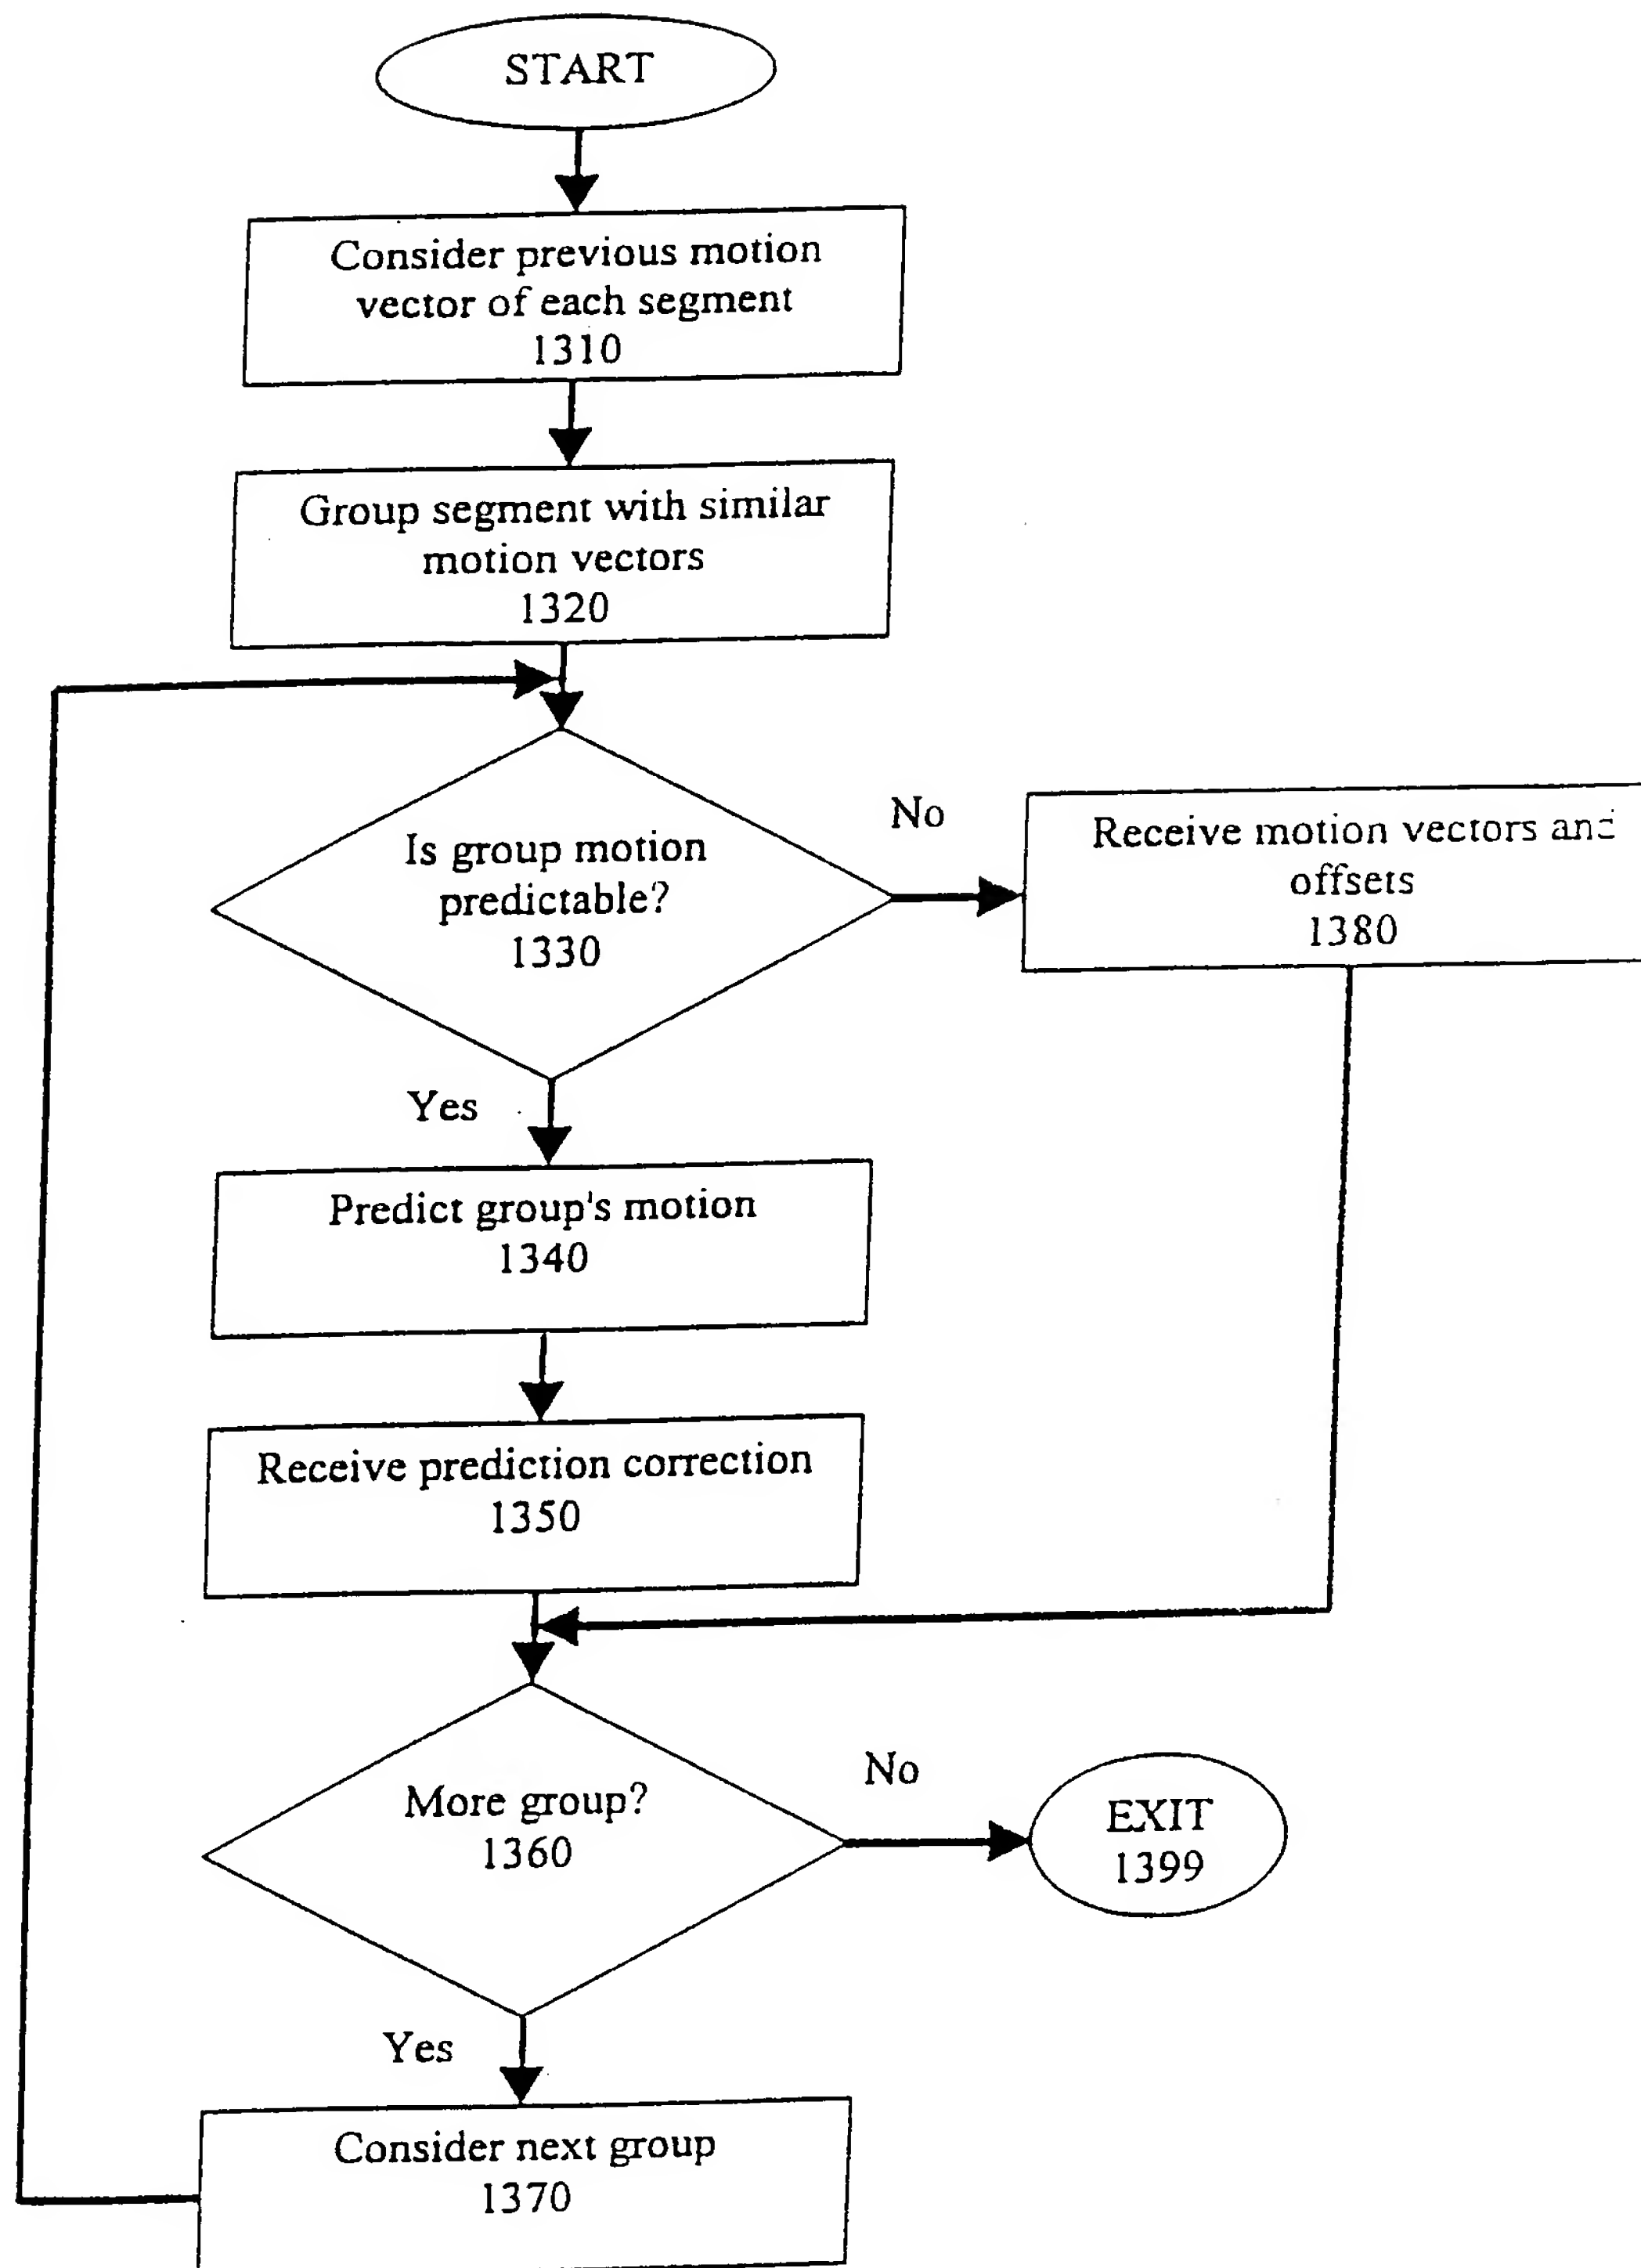 START
Consider previous motion
vector of each segment
1310
Group segment with similar
motion vectors
1320
Is group motion
predictable?
1330
No
Receive motion vectors and
offsets
1380
Yes
Predict group's motion
1340
Receive prediction correction
1350
More group?
1360
No
EXIT
1399
Yes
Consider next group
1370